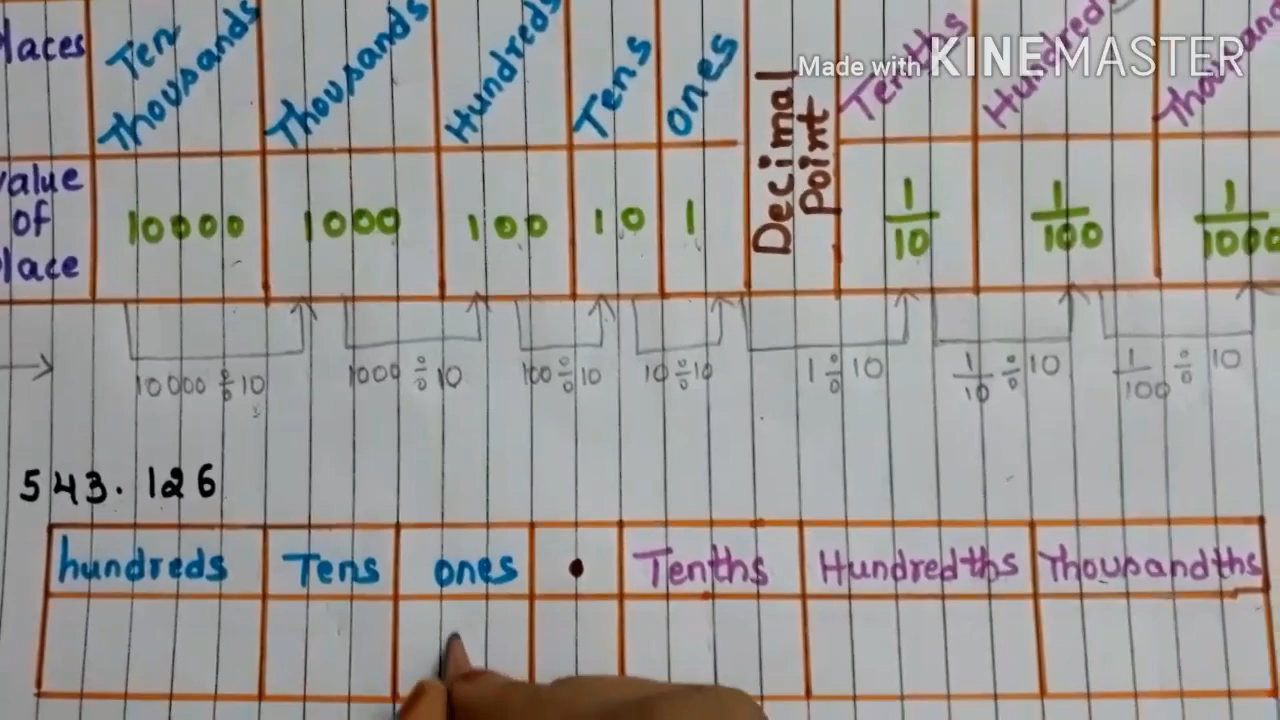 laces Ten Thousands Thousands Hundreds Tens ones Decimal Point Tenths
Made with KINEMASTER
value of lace 10000 1000 100 10 1 1/10 1/100 1/1000
10000 ÷ 10 1000 ÷ 10 100 ÷ 10 10 ÷ 10 1 ÷ 10 1/10 ÷ 10 1/100 ÷ 10
543.126
hundreds Tens ones • Tenths Hundredths Thousandths